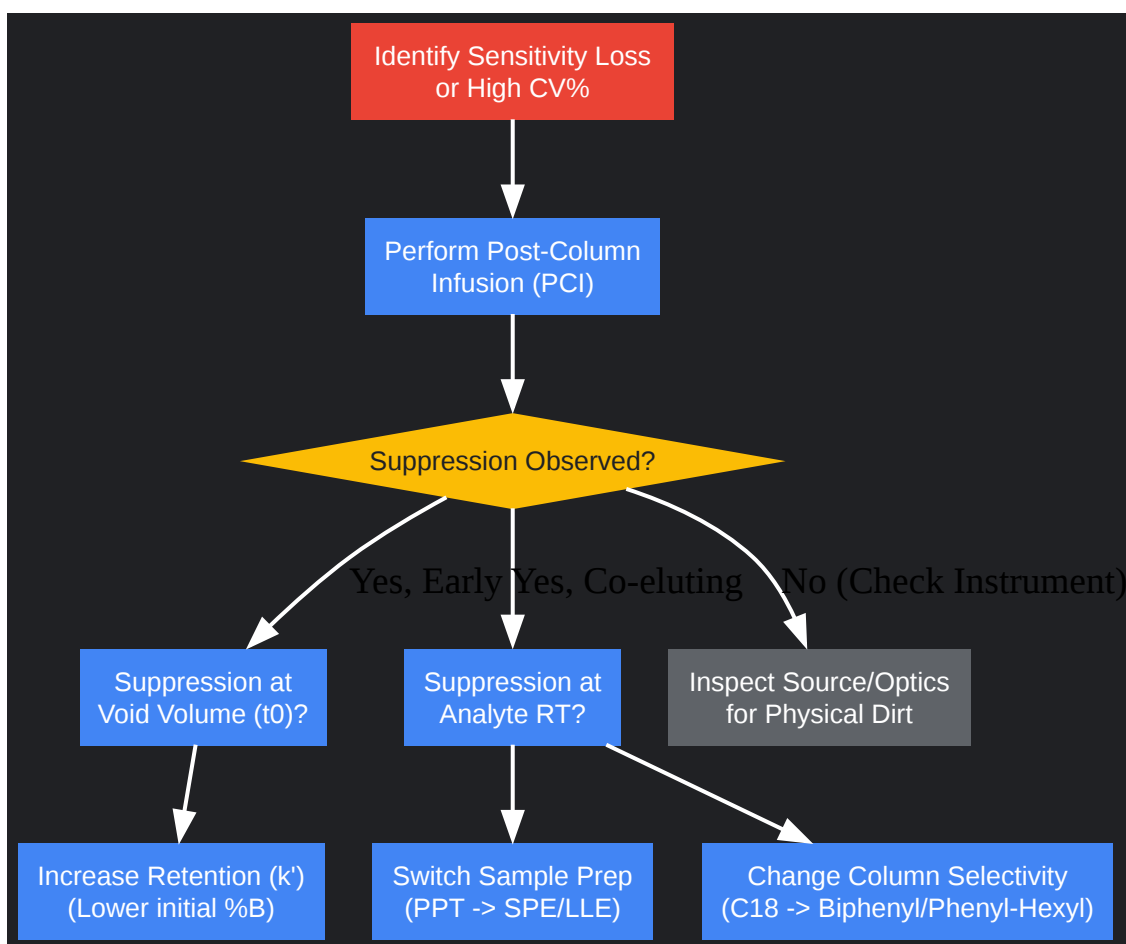 Identify Sensitivity Loss
or High CV%
Perform Post-Column
Infusion (PCI)
Suppression Observed?
Yes, Early
Yes, Co-eluting
No (Check Instrument)
Suppression at
Void Volume (t0)?
Suppression at
Analyte RT?
Inspect Source/Optics
for Physical Dirt
Increase Retention (k')
(Lower initial %B)
Switch Sample Prep
(PPT -> SPE/LLE)
Change Column Selectivity
(C18 -> Biphenyl/Phenyl-Hexyl)